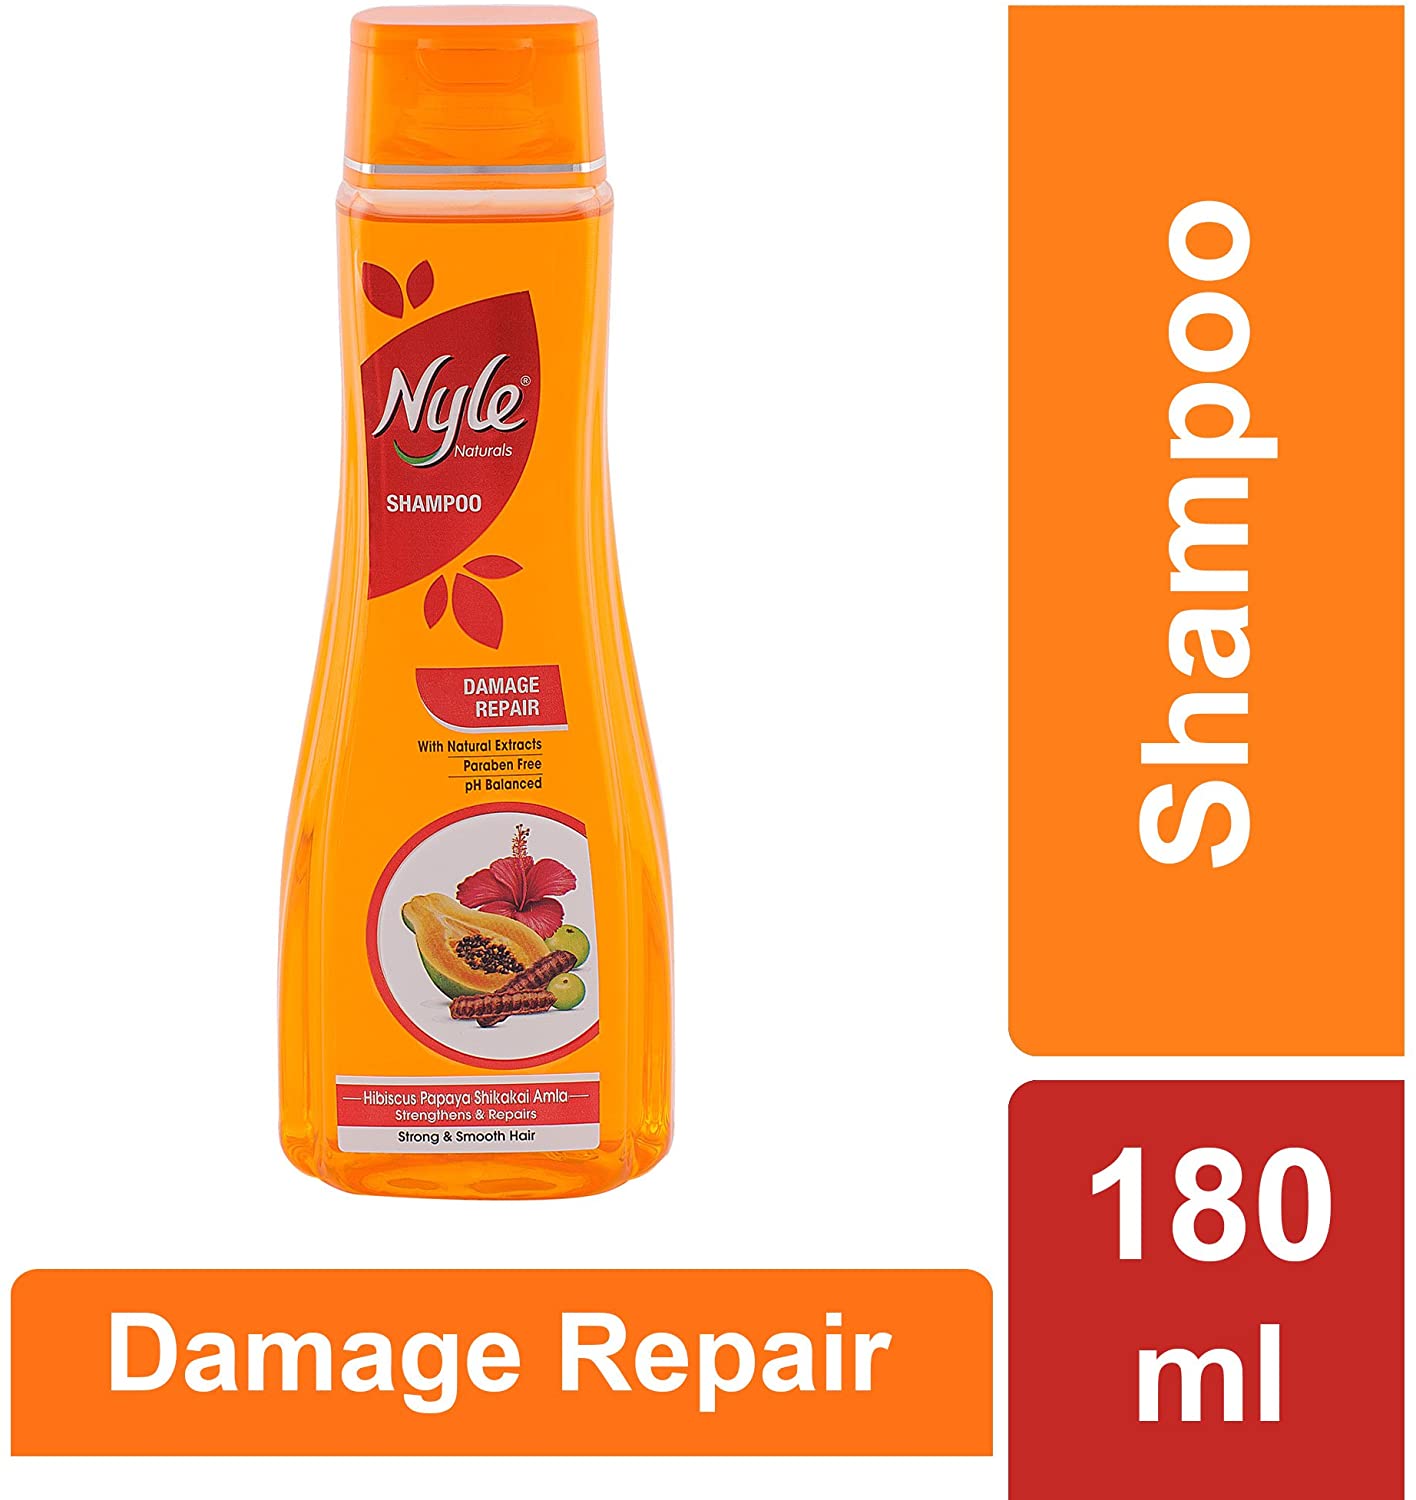 Nyle®
Naturals
SHAMPOO
DAMAGE
REPAIR
With Natural Extracts
Paraben Free
pH Balanced
Hibiscus Papaya Shikakai Amla
Strengthens & Repairs
Strong & Smooth Hair
Shampoo
180
ml
Damage Repair